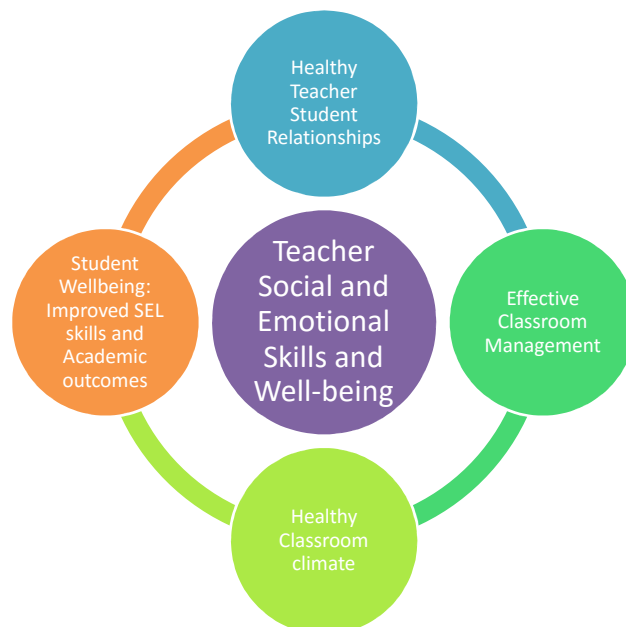 Healthy
Teacher
Student
Relationships
Teacher
Social and
Emotional
Skills and
Well-being
Student
Wellbeing:
Improved SEL
skills and
Academic
outcomes
Effective
Classroom
Management
Healthy
Classroom
climate